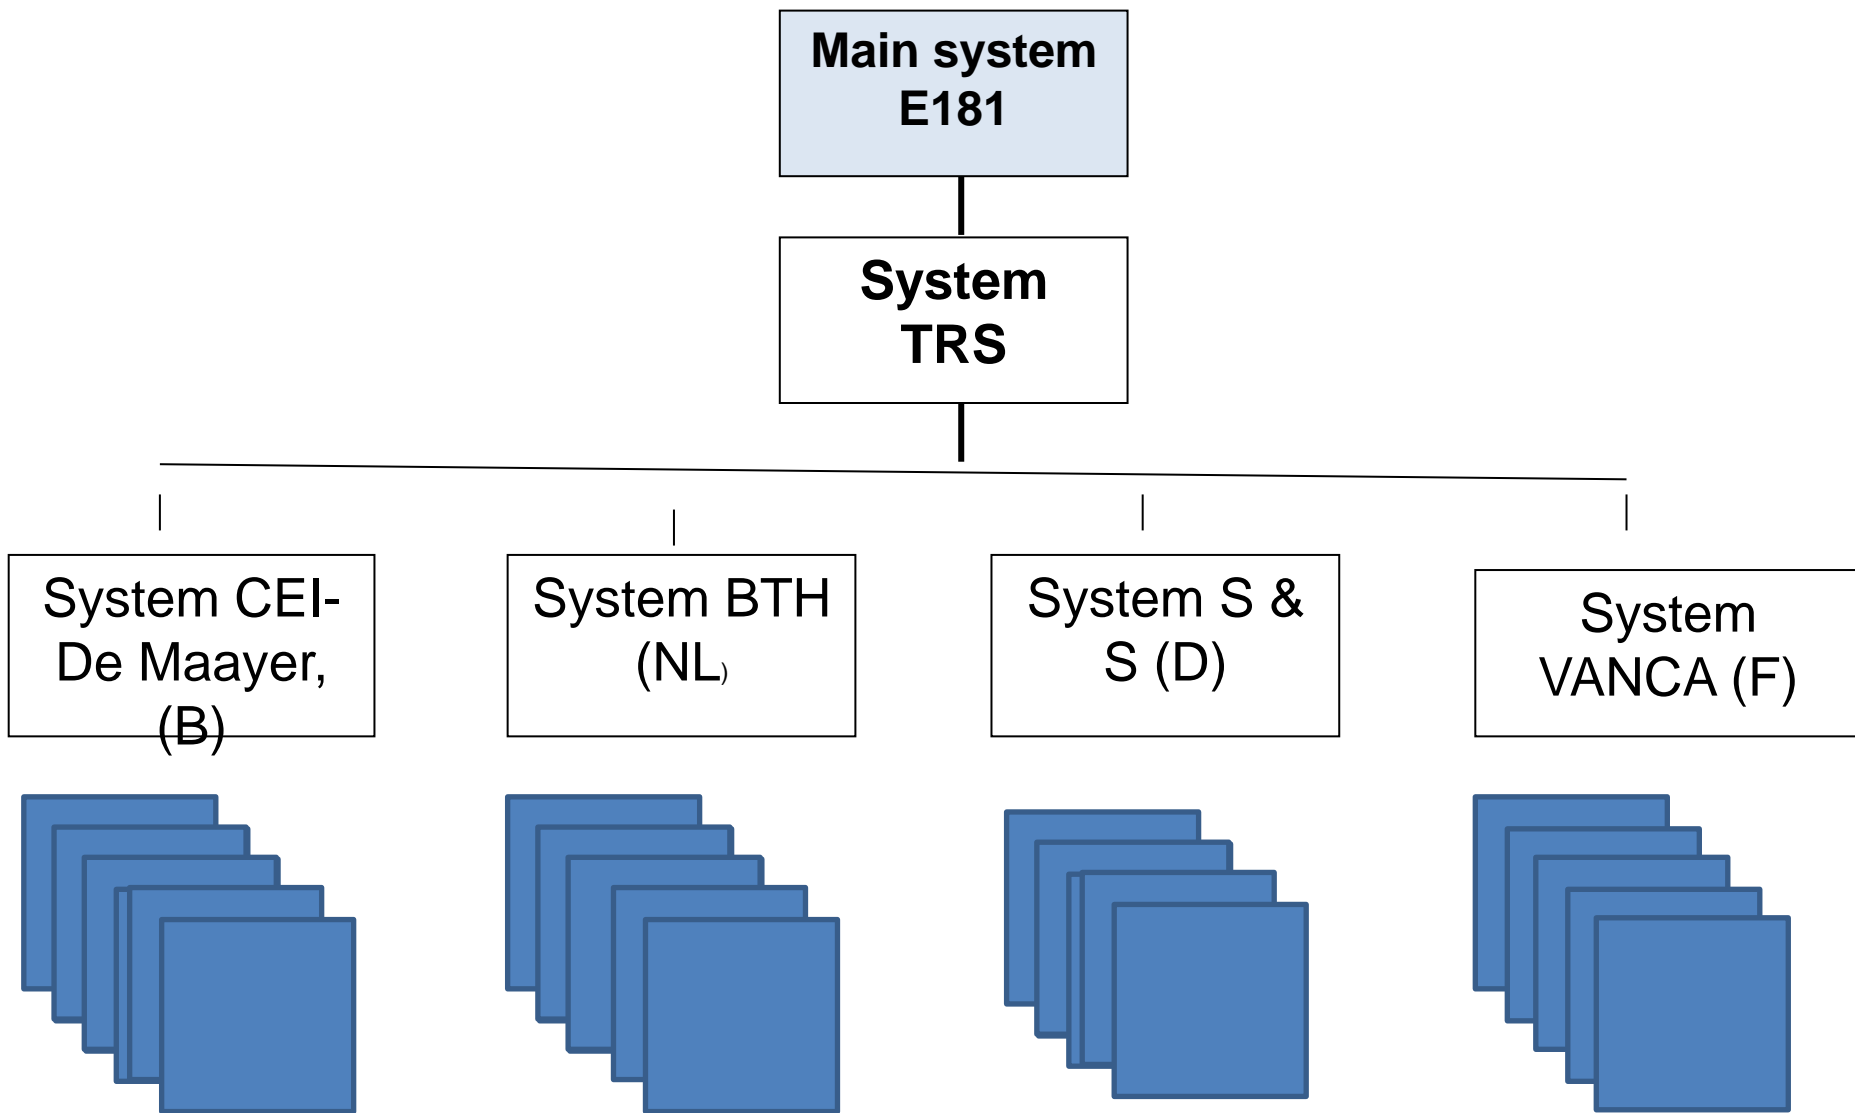 Main system
E181
System
TRS
System CEI-
De Maayer,
(B)
System BTH
(NL)
System S &
S (D)
System
VANCA (F)